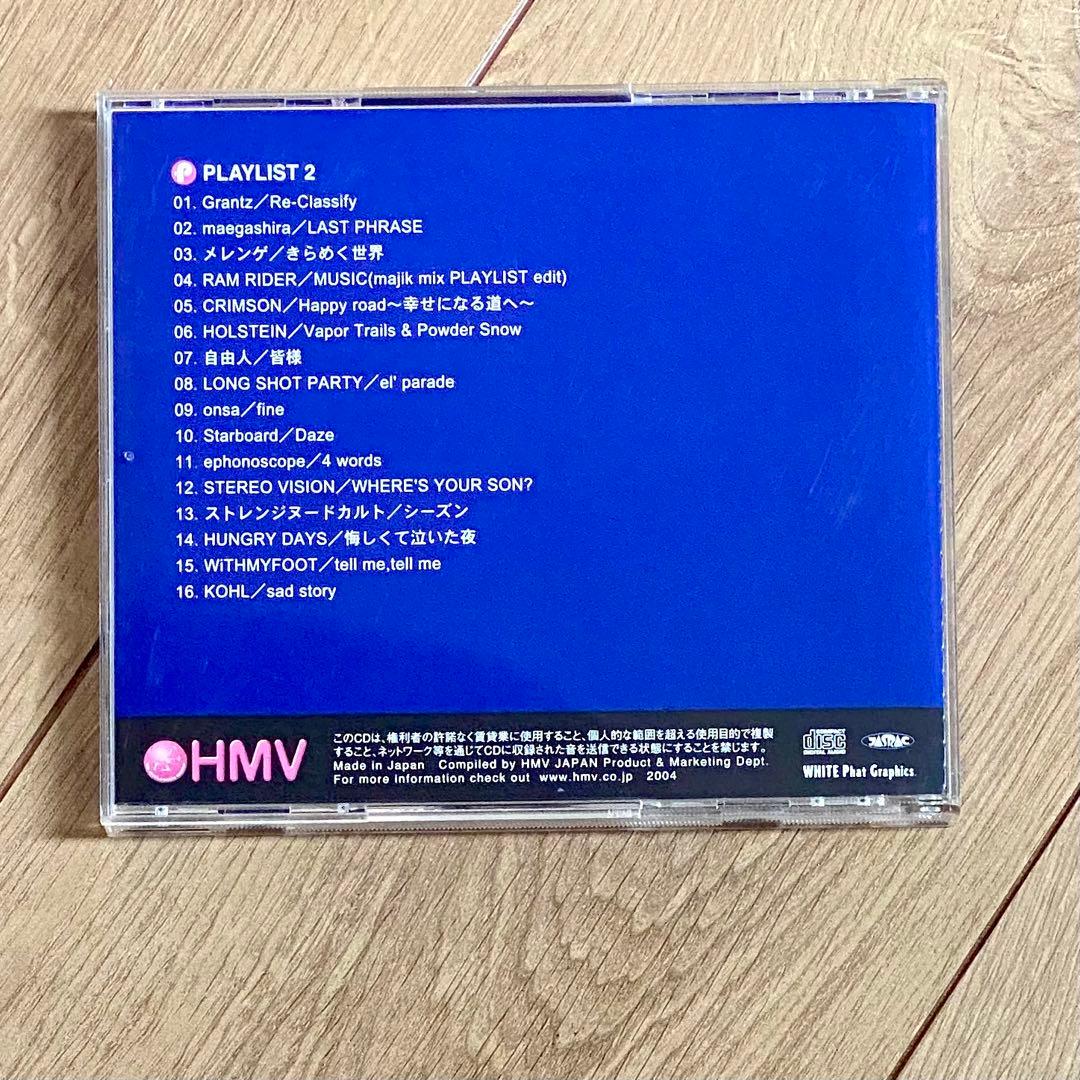 P PLAYLIST 2
01. Grantz／Re-Classify
02. maegashira／LAST PHRASE
03. メレンゲ／きらめく世界
04. RAM RIDER／MUSIC(majik mix PLAYLIST edit)
05. CRIMSON／Happy road～幸せになる道へ～
06. HOLSTEIN／Vapor Trails & Powder Snow
07. 自由人／皆様
08. LONG SHOT PARTY／el' parade
09. onsa／fine
10. Starboard／Daze
11. ephonoscope／4 words
12. STEREO VISION／WHERE'S YOUR SON?
13. ストレンジヌードカルト／シーズン
14. HUNGRY DAYS／悔しくて泣いた夜
15. WiTHMYFOOT／tell me,tell me
16. KOHL／sad story
HMV
このCDは、権利者の許諾なく賃貸業に使用すること、個人的な範囲を超える使用目的で複製
すること、ネットワーク等を通じてCDに収録された音を送信できる状態にすることを禁じます。
Made in Japan Compiled by HMV JAPAN Product & Marketing Dept.
For more information check out www.hmv.co.jp 2004
disc
DIGITAL AUDIO
JASRAC
WHITE Phat Graphics.